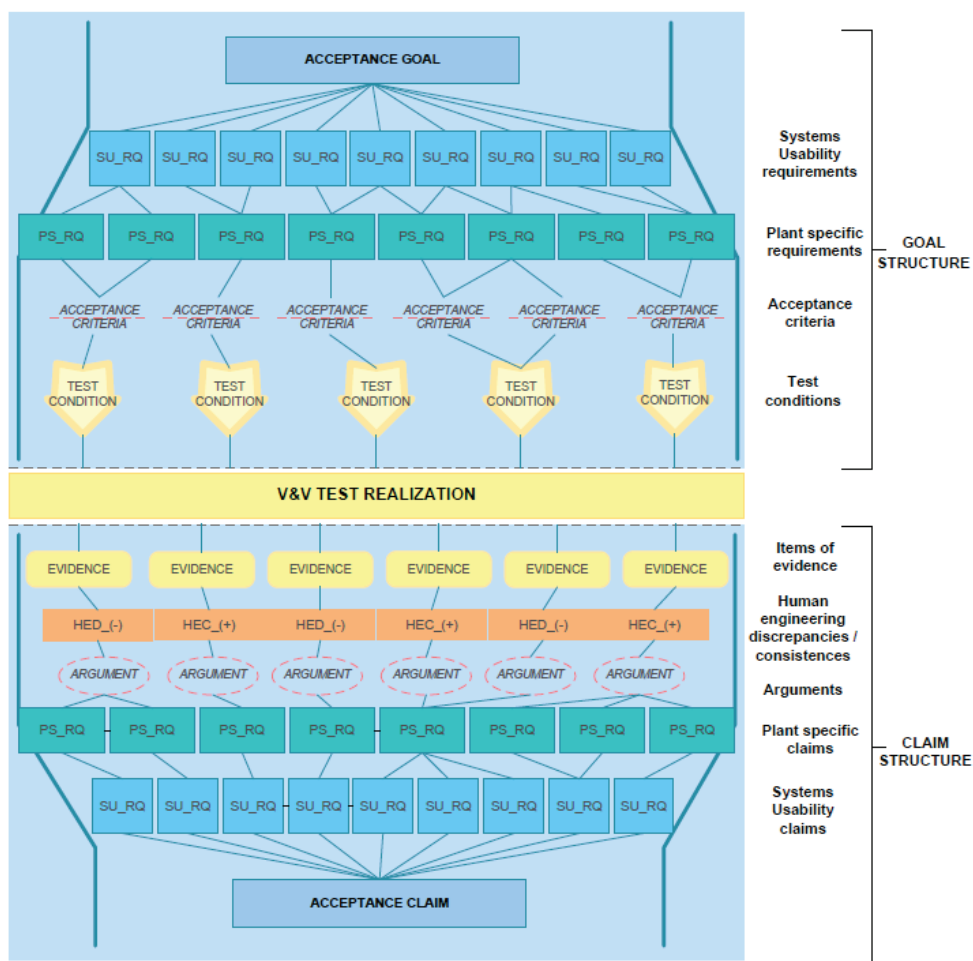 ACCEPTANCE GOAL
SU_RQ SU_RQ SU_RQ SU_RQ SU_RQ SU_RQ SU_RQ SU_RQ SU_RQ
Systems
Usability
requirements
PS_RQ PS_RQ PS_RQ PS_RQ PS_RQ PS_RQ PS_RQ PS_RQ
Plant specific
requirements
GOAL
STRUCTURE
ACCEPTANCE ACCEPTANCE ACCEPTANCE ACCEPTANCE ACCEPTANCE ACCEPTANCE
CRITERIA CRITERIA CRITERIA CRITERIA CRITERIA CRITERIA
Acceptance
criteria
TEST TEST TEST TEST TEST
CONDITION CONDITION CONDITION CONDITION CONDITION
Test
conditions
V&V TEST REALIZATION
EVIDENCE EVIDENCE EVIDENCE EVIDENCE EVIDENCE EVIDENCE
Items of
evidence
HED_(-) HEC_(+) HED_(-) HEC_(+) HED_(-) HEC_(+)
Human
engineering
discrepancies /
consistences
ARGUMENT ARGUMENT ARGUMENT ARGUMENT ARGUMENT ARGUMENT
Arguments
PS_RQ PS_RQ PS_RQ PS_RQ PS_RQ PS_RQ PS_RQ PS_RQ
Plant specific
claims
CLAIM
STRUCTURE
SU_RQ SU_RQ SU_RQ SU_RQ SU_RQ SU_RQ SU_RQ SU_RQ SU_RQ
Systems
Usability
claims
ACCEPTANCE CLAIM